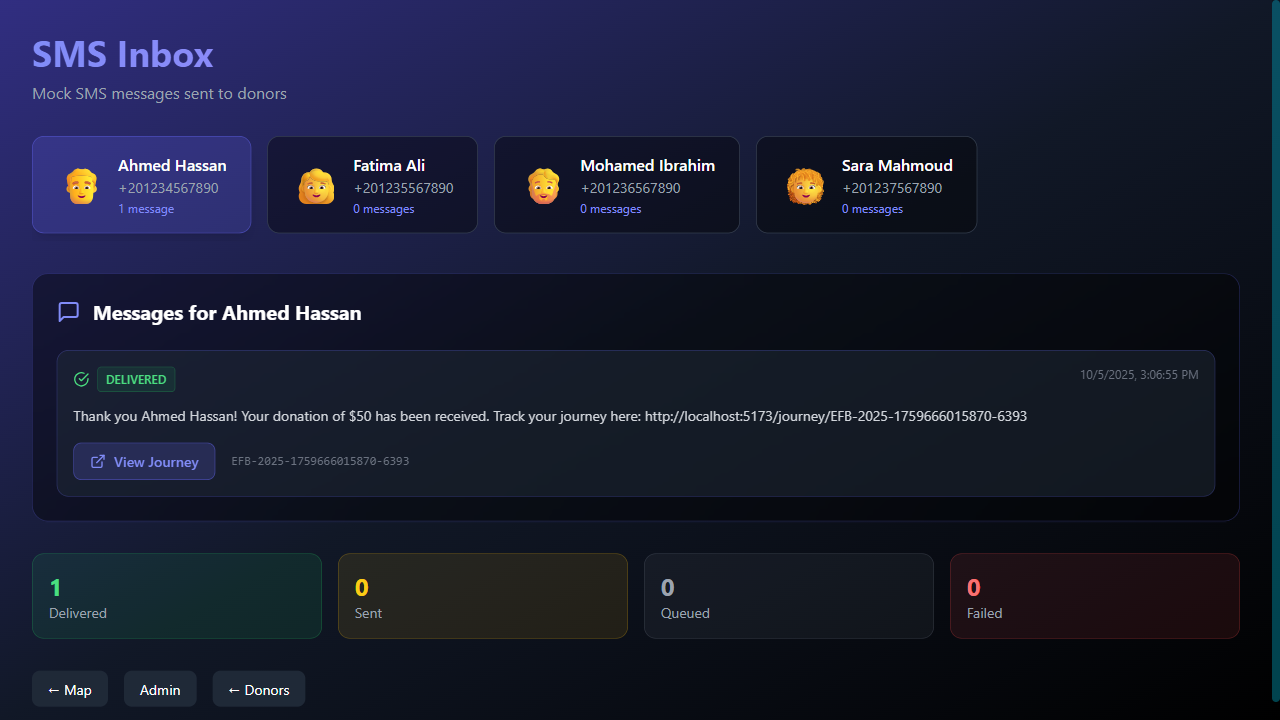 SMS Inbox
Mock SMS messages sent to donors
Ahmed Hassan
+201234567890
1 message
Fatima Ali
+201235567890
0 messages
Mohamed Ibrahim
+201236567890
0 messages
Sara Mahmoud
+201237567890
0 messages
Messages for Ahmed Hassan
DELIVERED
10/5/2025, 3:06:55 PM
Thank you Ahmed Hassan! Your donation of $50 has been received. Track your journey here: http://localhost:5173/journey/EFB-2025-1759666015870-6393
View Journey
EFB-2025-1759666015870-6393
1
Delivered
0
Sent
0
Queued
0
Failed
← Map
Admin
← Donors